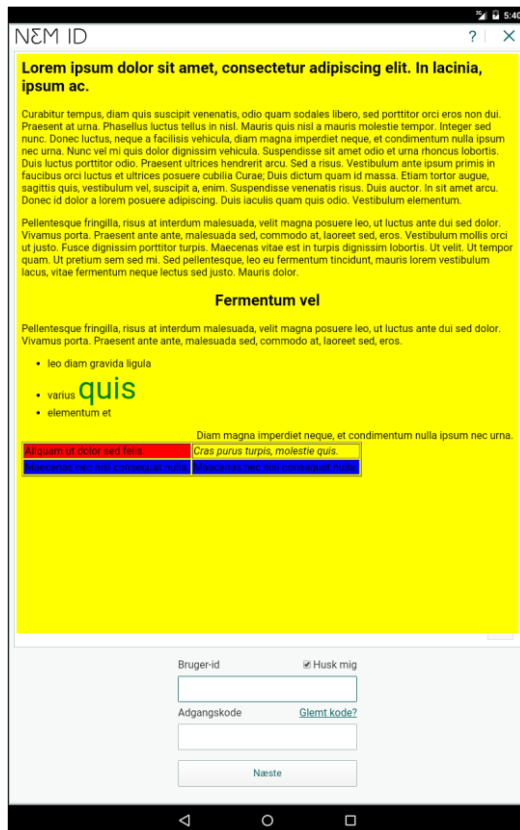 3G 5:40
NΣM ID ? ✕
Lorem ipsum dolor sit amet, consectetur adipiscing elit. In lacinia,
ipsum ac.
Curabitur tempus, diam quis suscipit venenatis, odio quam sodales libero, sed porttitor orci eros non dui.
Praesent at urna. Phasellus luctus tellus in nisl. Mauris quis nisl a mauris molestie tempor. Integer sed
nunc. Donec luctus, neque a facilisis vehicula, diam magna imperdiet neque, et condimentum nulla ipsum
nec urna. Nunc vel mi quis dolor dignissim vehicula. Suspendisse sit amet odio et urna rhoncus lobortis.
Duis luctus porttitor odio. Praesent ultrices hendrerit arcu. Sed a risus. Vestibulum ante ipsum primis in
faucibus orci luctus et ultrices posuere cubilia Curae; Duis dictum quam id massa. Etiam tortor augue,
sagittis quis, vestibulum vel, suscipit a, enim. Suspendisse venenatis risus. Duis auctor. In sit amet arcu.
Donec id dolor a lorem posuere adipiscing. Duis iaculis quam quis odio. Vestibulum elementum.
Pellentesque fringilla, risus at interdum malesuada, velit magna posuere leo, ut luctus ante dui sed dolor.
Vivamus porta. Praesent ante ante, malesuada sed, commodo at, laoreet sed, eros. Vestibulum mollis orci
ut justo. Fusce dignissim porttitor turpis. Maecenas vitae est in turpis dignissim lobortis. Ut velit. Ut tempor
quam. Ut pretium sem sed mi. Sed pellentesque, leo eu fermentum tincidunt, mauris lorem vestibulum
lacus, vitae fermentum neque lectus sed justo. Mauris dolor.
Fermentum vel
Pellentesque fringilla, risus at interdum malesuada, velit magna posuere leo, ut luctus ante dui sed dolor.
Vivamus porta. Praesent ante ante, malesuada sed, commodo at, laoreet sed, eros.
• leo diam gravida ligula
• varius quis
• elementum et
Diam magna imperdiet neque, et condimentum nulla ipsum nec urna.
Aliquam ut dolor sed felis. Cras purus turpis, molestie quis.
Maecenas nec nisl consequat nulla. Maecenas nec nisl consequat nulla.
Bruger-id Husk mig
Adgangskode Glemt kode?
Næste